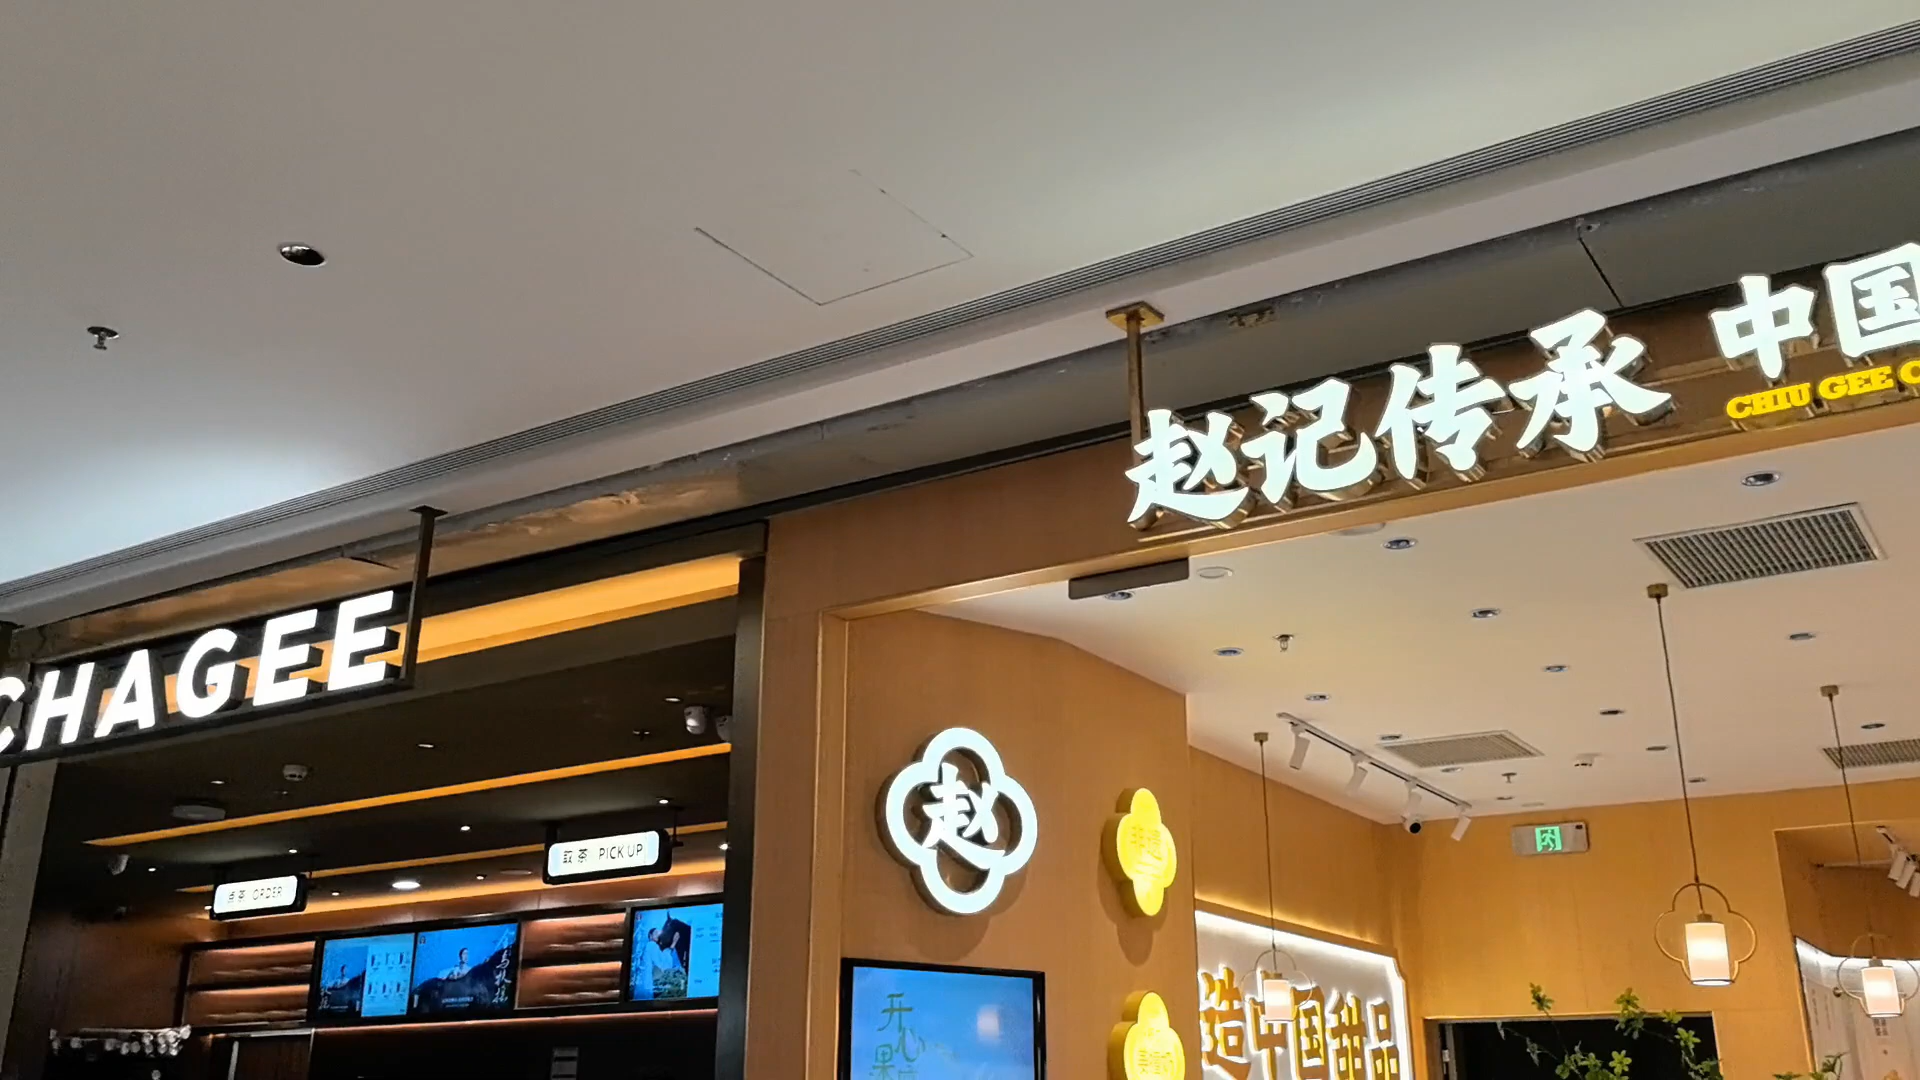 CHAGEE
赵记传承 中国
CHIU GEE C
赵
取茶 PICK UP
点茶 ORDER
开心
果
造中国甜品